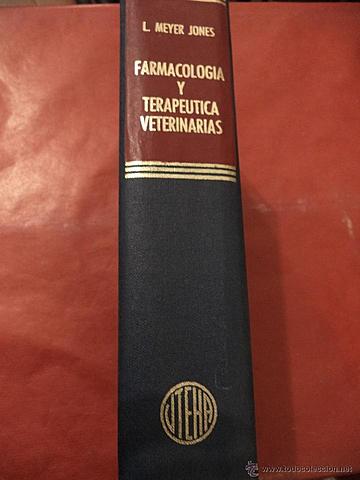 L. MEYER JONES
FARMACOLOGIA
Y
TERAPEUTICA
VETERINARIAS
UTEHA
www.todocoleccion.net